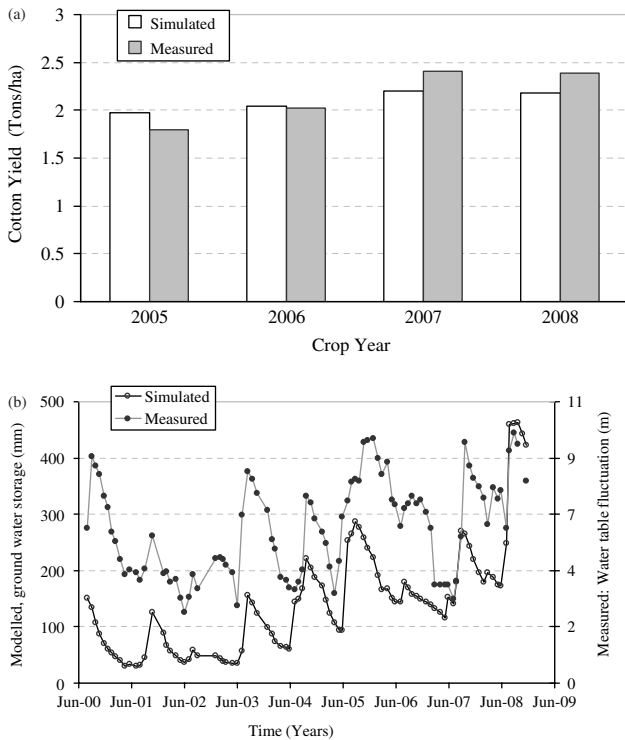 (a)
3
2.5
2
1.5
1
0.5
0
Cotton Yield (Tons/ha)
Simulated
Measured
2005 2006 2007 2008
Crop Year
(b)
Simulated
Measured
500
400
300
200
100
0
Modelled, ground water storage (mm)
11
9
7
4
2
0
Measured: Water table fluctuation (m)
Jun-00 Jun-01 Jun-02 Jun-03 Jun-04 Jun-05 Jun-06 Jun-07 Jun-08 Jun-09
Time (Years)